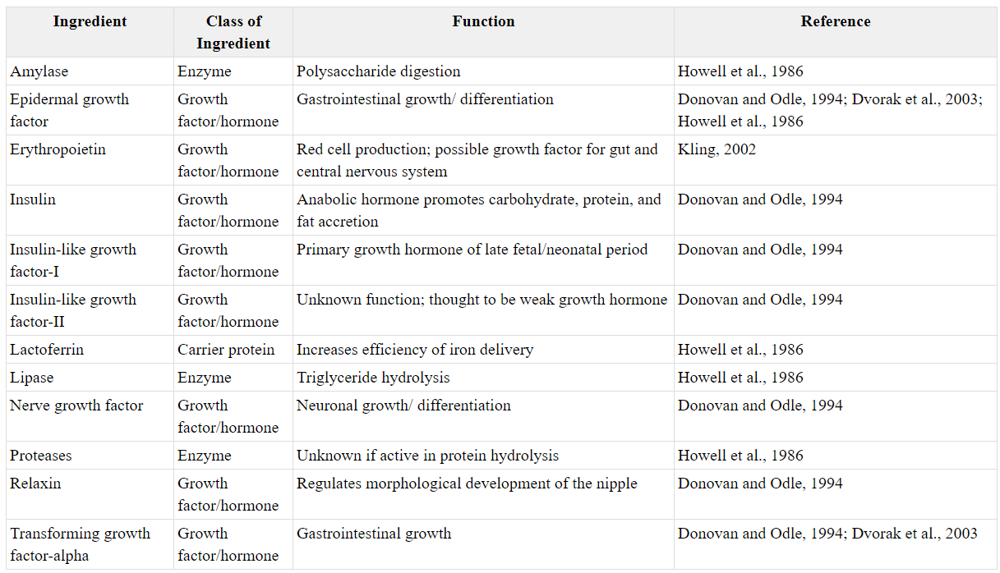 Ingredient Class of Ingredient Function Reference
Amylase Enzyme Polysaccharide digestion Howell et al., 1986
Epidermal growth factor Growth factor/hormone Gastrointestinal growth/ differentiation Donovan and Odle, 1994; Dvorak et al., 2003; Howell et al., 1986
Erythropoietin Growth factor/hormone Red cell production; possible growth factor for gut and central nervous system Kling, 2002
Insulin Growth factor/hormone Anabolic hormone promotes carbohydrate, protein, and fat accretion Donovan and Odle, 1994
Insulin-like growth factor-I Growth factor/hormone Primary growth hormone of late fetal/neonatal period Donovan and Odle, 1994
Insulin-like growth factor-II Growth factor/hormone Unknown function; thought to be weak growth hormone Donovan and Odle, 1994
Lactoferrin Carrier protein Increases efficiency of iron delivery Howell et al., 1986
Lipase Enzyme Triglyceride hydrolysis Howell et al., 1986
Nerve growth factor Growth factor/hormone Neuronal growth/ differentiation Donovan and Odle, 1994
Proteases Enzyme Unknown if active in protein hydrolysis Howell et al., 1986
Relaxin Growth factor/hormone Regulates morphological development of the nipple Donovan and Odle, 1994
Transforming growth factor-alpha Growth factor/hormone Gastrointestinal growth Donovan and Odle, 1994; Dvorak et al., 2003